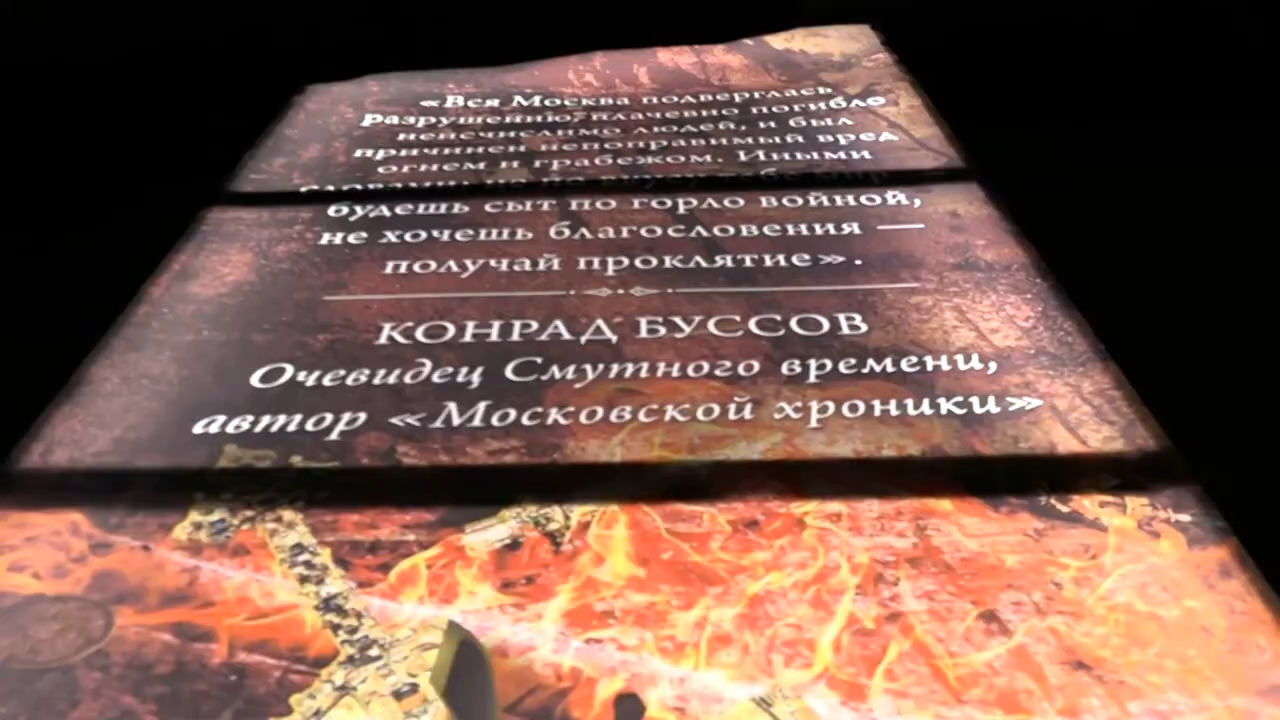 «Вся Москва подверглась
разрушению, плачевно погибло
неисчислимо людей, и был
причинен непоправимый вред
огнем и грабежом. Иными
будешь сыт по горло войной,
не хочешь благословения —
получай проклятие».
КОНРАД БУССОВ
Очевидец Смутного времени,
автор «Московской хроники»